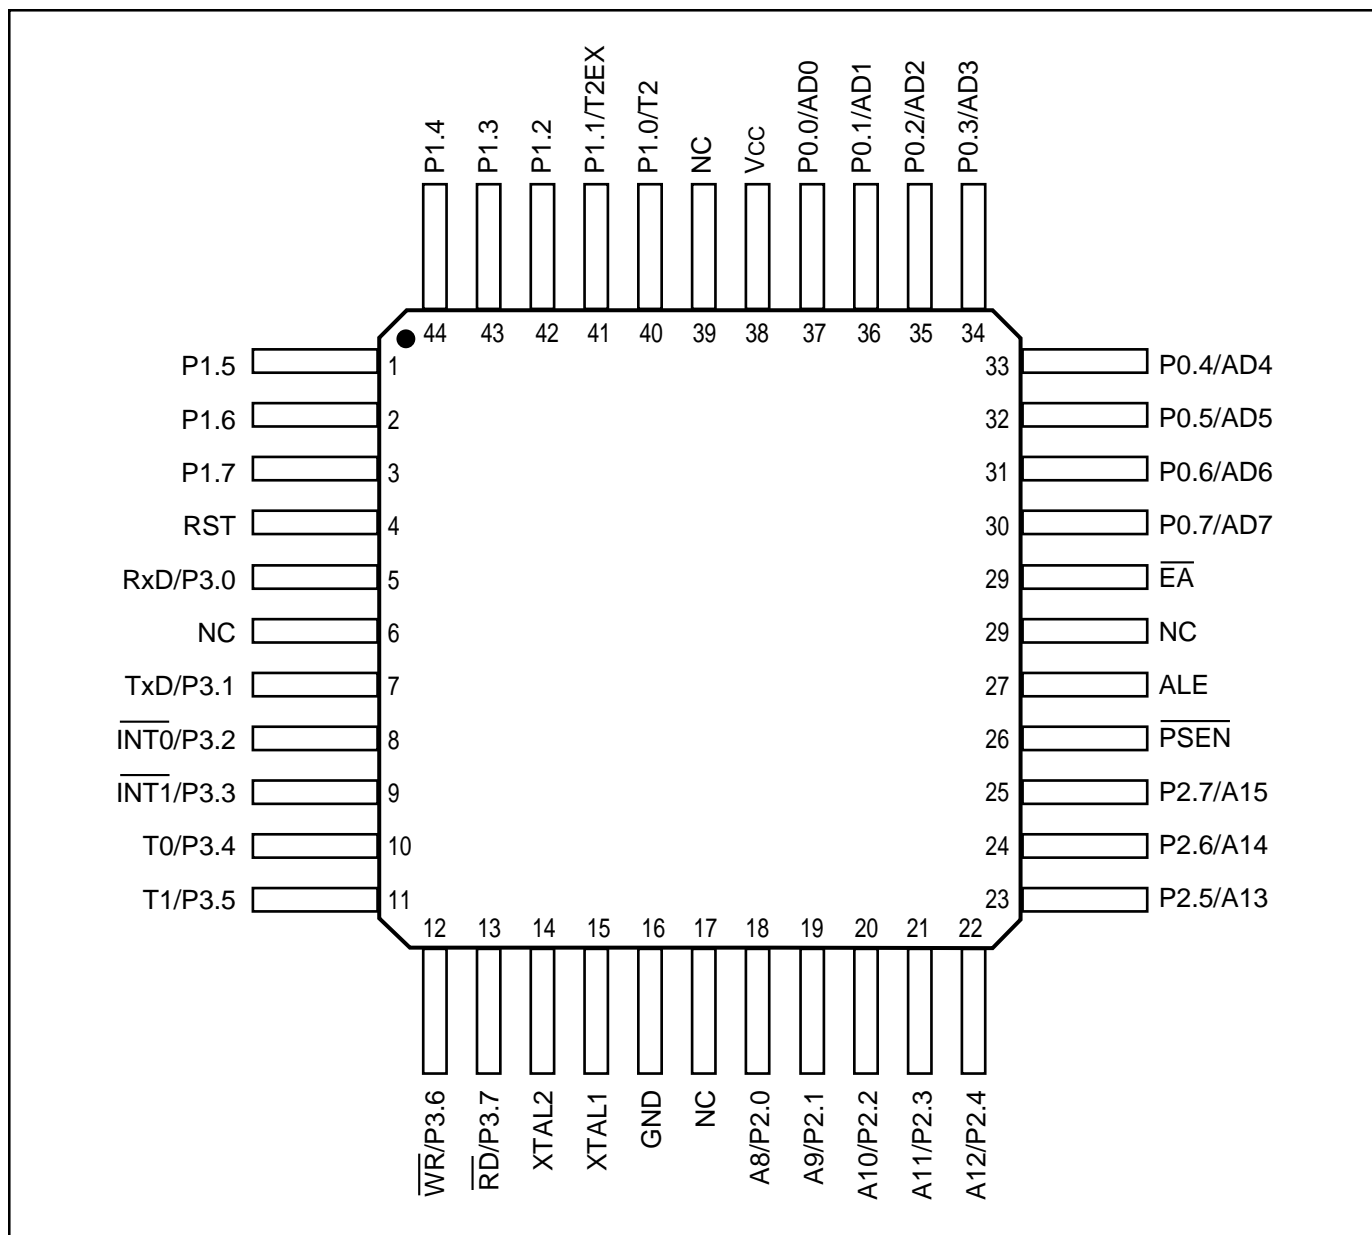 P1.4
P1.3
P1.2
P1.1/T2EX
P1.0/T2
NC
VCC
P0.0/AD0
P0.1/AD1
P0.2/AD2
P0.3/AD3
44 43 42 41 40 39 38 37 36 35 34
P1.5 1
P1.6 2
P1.7 3
RST 4
RxD/P3.0 5
NC 6
TxD/P3.1 7
INT0/P3.2 8
INT1/P3.3 9
T0/P3.4 10
T1/P3.5 11
33 P0.4/AD4
32 P0.5/AD5
31 P0.6/AD6
30 P0.7/AD7
29 EA
29 NC
27 ALE
26 PSEN
25 P2.7/A15
24 P2.6/A14
23 P2.5/A13
12 13 14 15 16 17 18 19 20 21 22
WR/P3.6
RD/P3.7
XTAL2
XTAL1
GND
NC
A8/P2.0
A9/P2.1
A10/P2.2
A11/P2.3
A12/P2.4